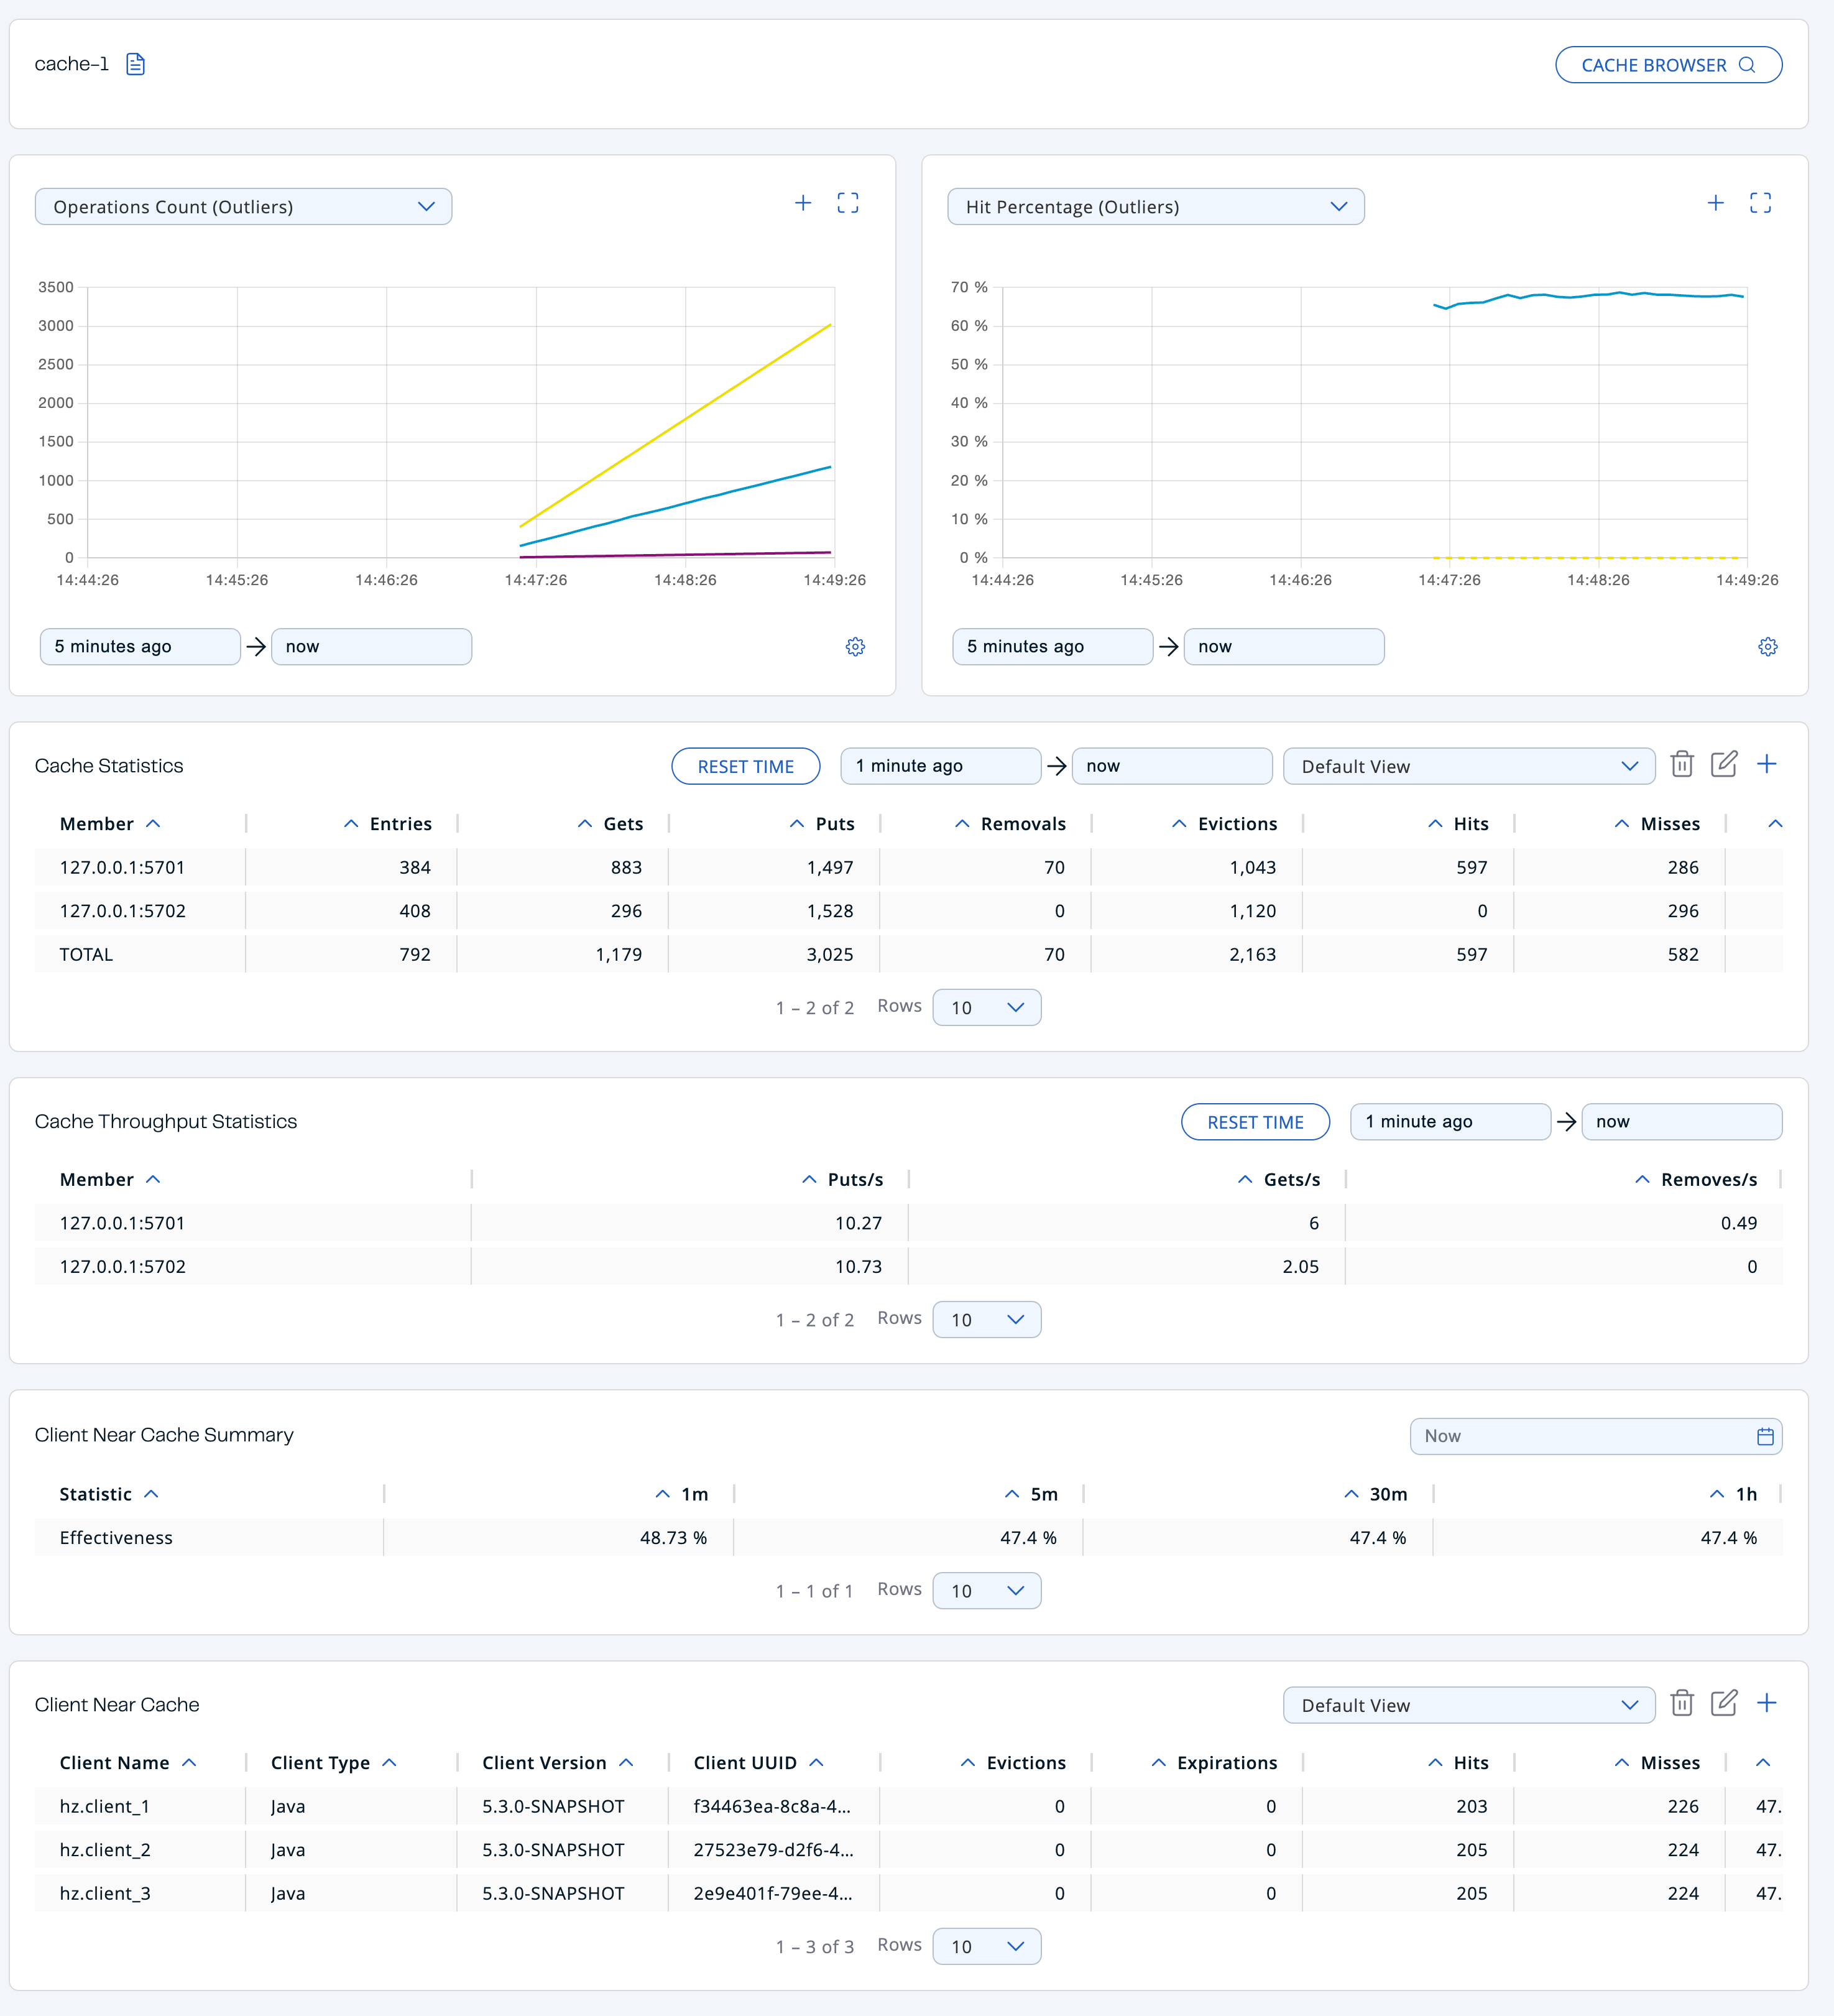 cache-1 CACHE BROWSER
Operations Count (Outliers)
3500
3000
2500
2000
1500
1000
500
0
14:44:26 14:45:26 14:46:26 14:47:26 14:48:26 14:49:26
5 minutes ago now
Hit Percentage (Outliers)
70 %
60 %
50 %
40 %
30 %
20 %
10 %
0 %
14:44:26 14:45:26 14:46:26 14:47:26 14:48:26 14:49:26
5 minutes ago now
Cache Statistics RESET TIME 1 minute ago now Default View
Member Entries Gets Puts Removals Evictions Hits Misses
127.0.0.1:5701 384 883 1,497 70 1,043 597 286
127.0.0.1:5702 408 296 1,528 0 1,120 0 296
TOTAL 792 1,179 3,025 70 2,163 597 582
1 – 2 of 2 Rows 10
Cache Throughput Statistics RESET TIME 1 minute ago now
Member Puts/s Gets/s Removes/s
127.0.0.1:5701 10.27 6 0.49
127.0.0.1:5702 10.73 2.05 0
1 – 2 of 2 Rows 10
Client Near Cache Summary Now
Statistic 1m 5m 30m 1h
Effectiveness 48.73 % 47.4 % 47.4 % 47.4 %
1 – 1 of 1 Rows 10
Client Near Cache Default View
Client Name Client Type Client Version Client UUID Evictions Expirations Hits Misses
hz.client_1 Java 5.3.0-SNAPSHOT f34463ea-8c8a-4... 0 0 203 226 47.
hz.client_2 Java 5.3.0-SNAPSHOT 27523e79-d2f6-4... 0 0 205 224 47.
hz.client_3 Java 5.3.0-SNAPSHOT 2e9e401f-79ee-4... 0 0 205 224 47.
1 – 3 of 3 Rows 10